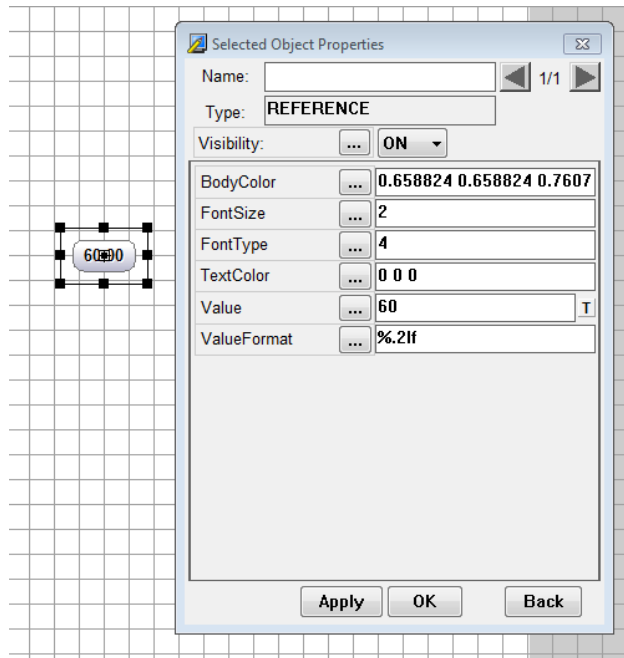 Selected Object Properties
Name:
1/1
Type: REFERENCE
Visibility: ... ON
BodyColor ... 0.658824 0.658824 0.7607
FontSize ... 2
FontType ... 4
TextColor ... 0 0 0
Value ... 60 T
ValueFormat ... %.2lf
60.00
Apply OK Back